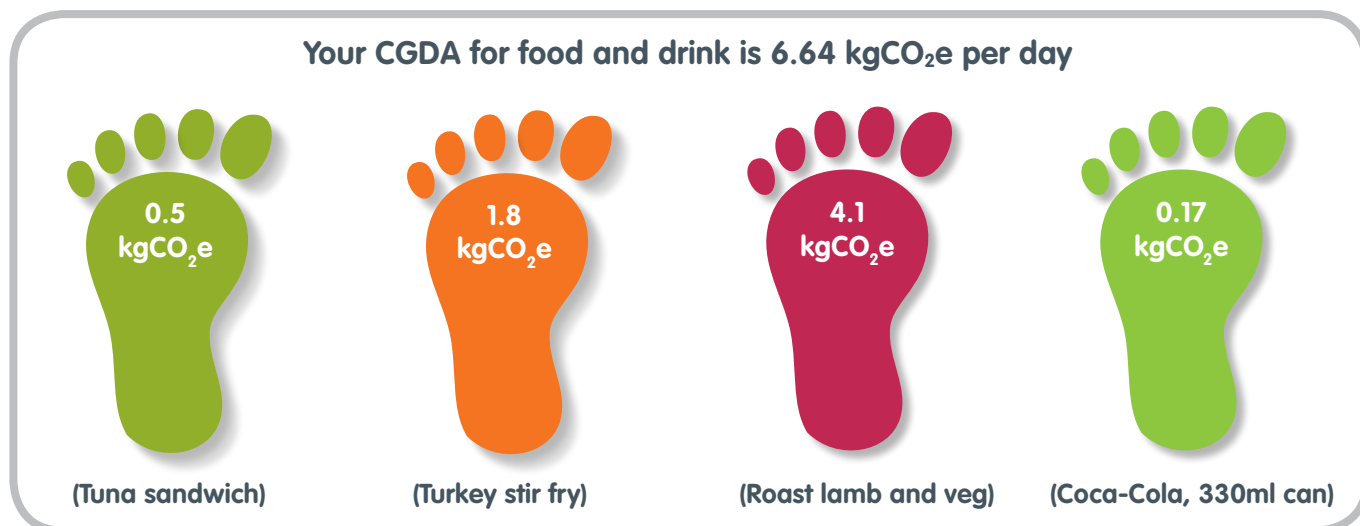 Your CGDA for food and drink is 6.64 kgCO₂e per day
0.5
kgCO₂e
1.8
kgCO₂e
4.1
kgCO₂e
0.17
kgCO₂e
(Tuna sandwich)
(Turkey stir fry)
(Roast lamb and veg)
(Coca-Cola, 330ml can)